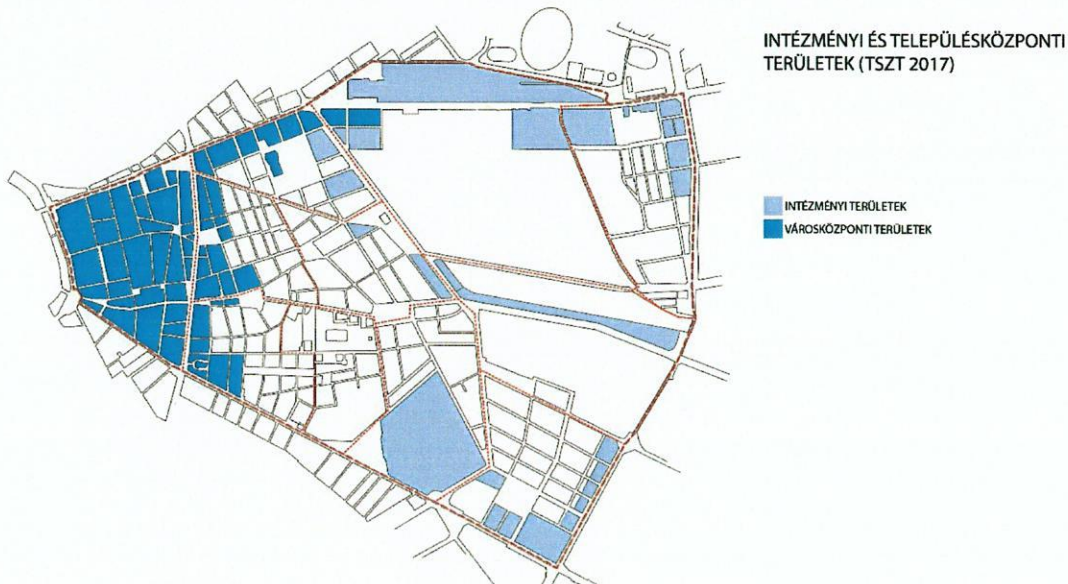 INTÉZMÉNYI ÉS TELEPÜLÉSKÖZPONTI
TERÜLETEK (TSZT 2017)
INTÉZMÉNYI TERÜLETEK
VÁROSKÖZPONTI TERÜLETEK